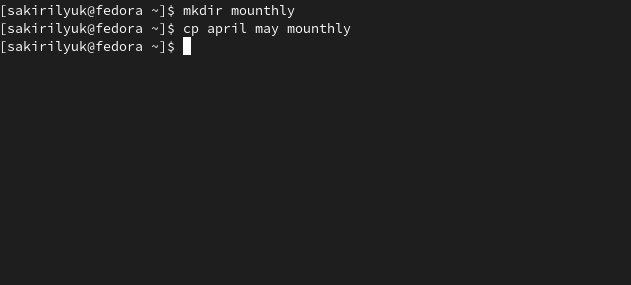 [sakirilyuk@fedora ~]$ mkdir mounthly
[sakirilyuk@fedora ~]$ cp april may mounthly
[sakirilyuk@fedora ~]$